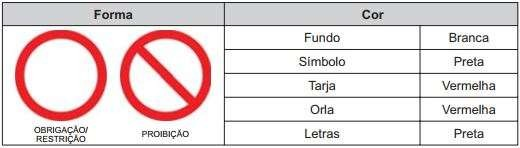 Forma Cor
Fundo Branca
Símbolo Preta
Tarja Vermelha
Orla Vermelha
Letras Preta
OBRIGAÇÃO/
RESTRIÇÃO
PROIBIÇÃO